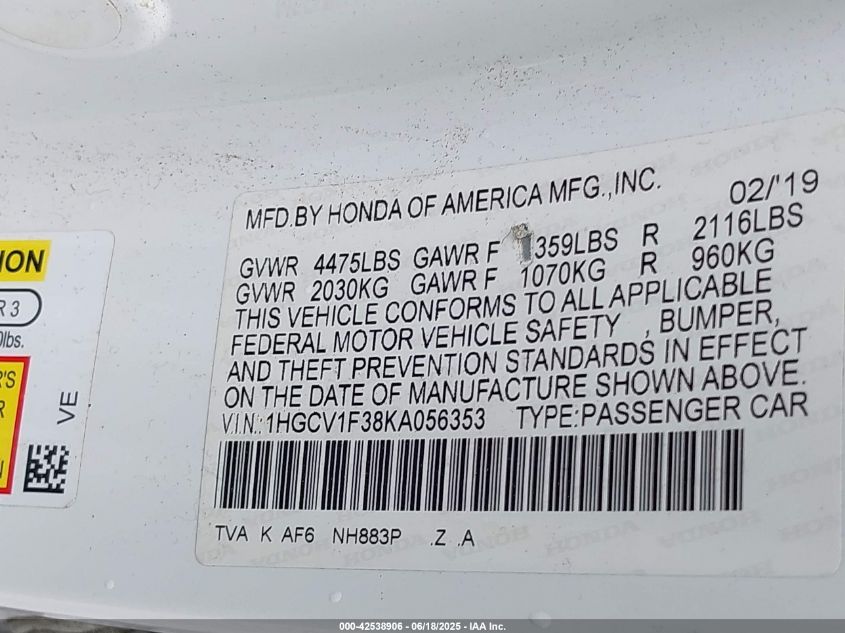 MFD.BY HONDA OF AMERICA MFG.,INC. 02/'19
GVWR 4475LBS GAWR F 359LBS R 2116LBS
GVWR 2030KG GAWR F 1070KG R 960KG
THIS VEHICLE CONFORMS TO ALL APPLICABLE
FEDERAL MOTOR VEHICLE SAFETY , BUMPER,
AND THEFT PREVENTION STANDARDS IN EFFECT
ON THE DATE OF MANUFACTURE SHOWN ABOVE.
V.I.N.:1HGCV1F38KA056353 TYPE:PASSENGER CAR
TVA K AF6 NH883P .Z .A
R 3
VE
000-42538906 - 06/18/2025 - IAA Inc.